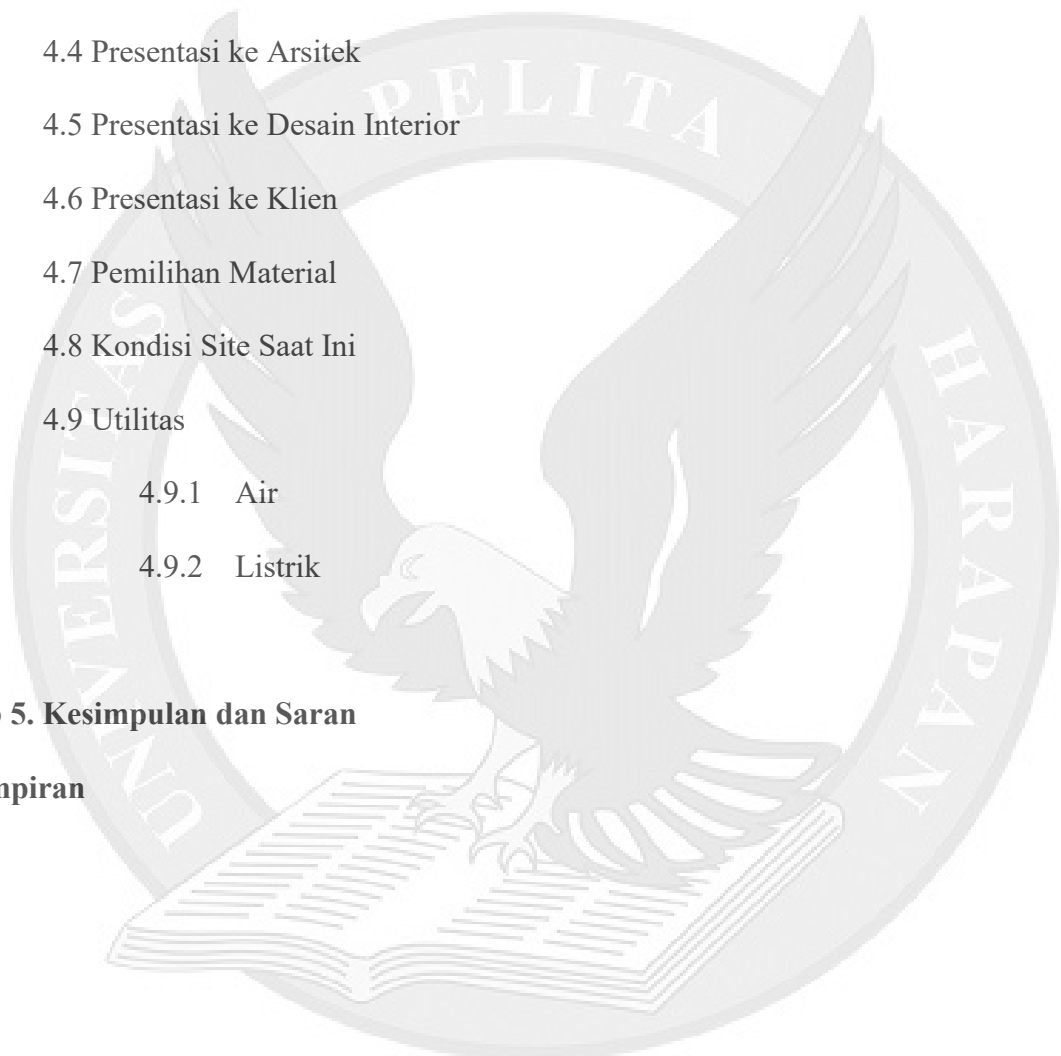 4.4 Presentasi ke Arsitek
4.5 Presentasi ke Desain Interior
4.6 Presentasi ke Klien
4.7 Pemilihan Material
4.8 Kondisi Site Saat Ini
4.9 Utilitas
4.9.1 Air
4.9.2 Listrik
5. Kesimpulan dan Saran
mpiran
UNIVERSITAS PELITA HARAPAN